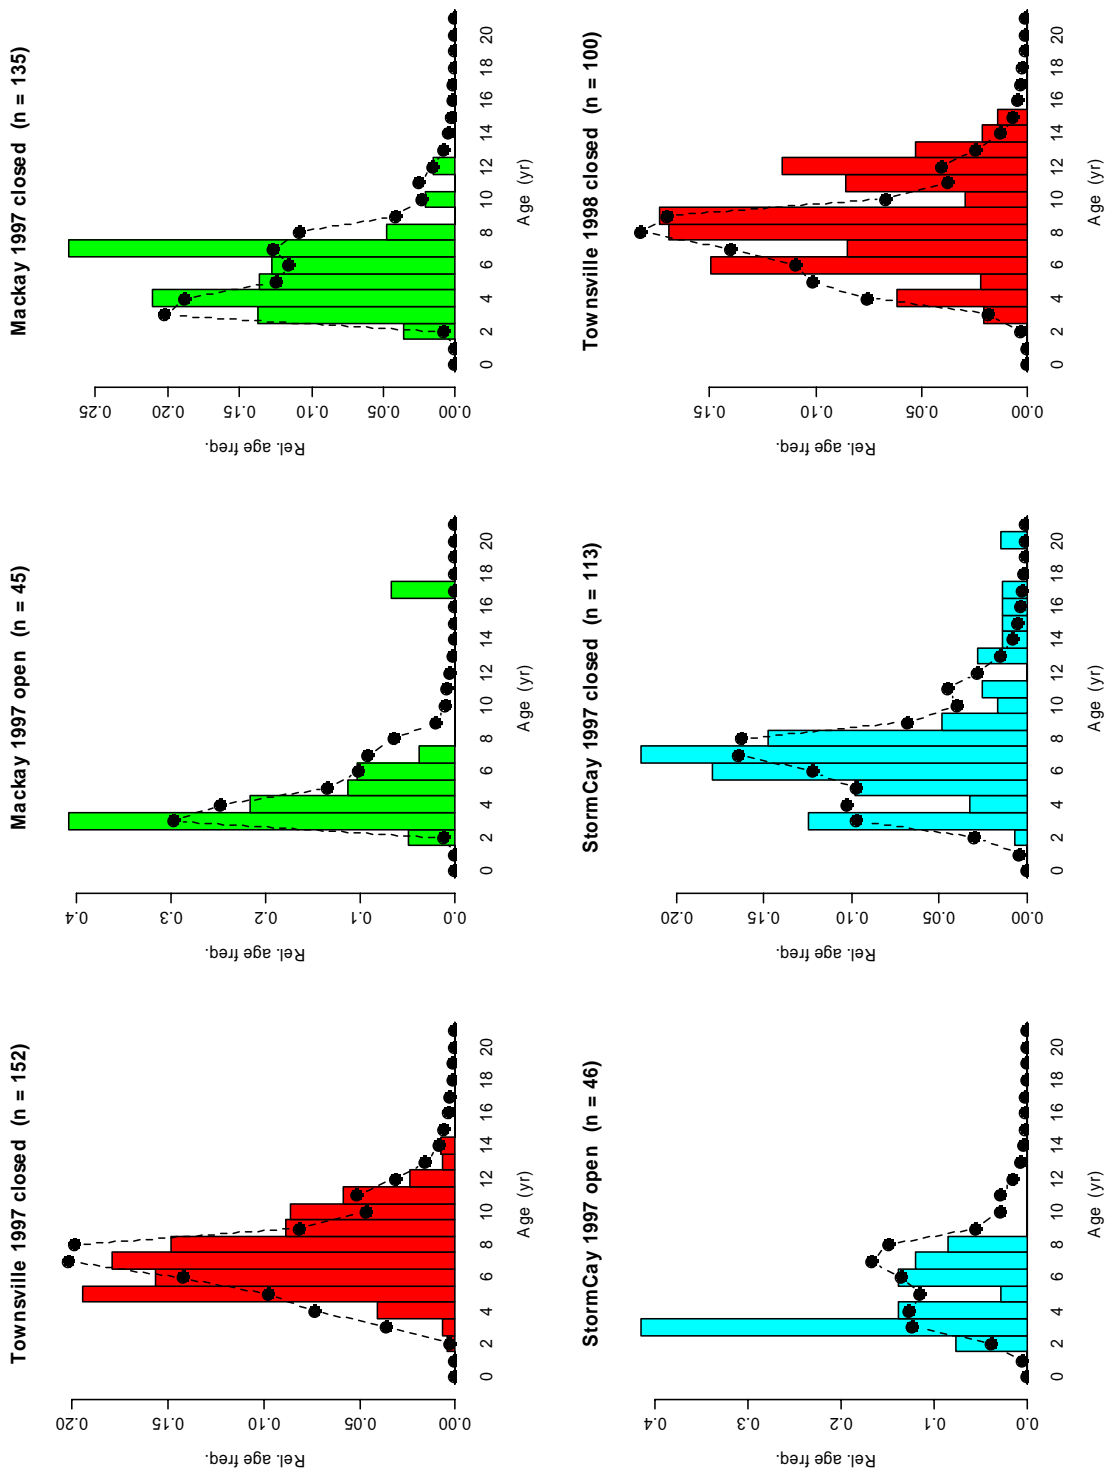 Townsville 1997 closed (n = 152)
Rel. age freq.
0.20
0.15
0.10
0.05
0.00
0 2 4 6 8 10 12 14 16 18 20
Age (yr)
Mackay 1997 open (n = 45)
Rel. age freq.
0.4
0.3
0.2
0.1
0.0
0 2 4 6 8 10 12 14 16 18 20
Age (yr)
Mackay 1997 closed (n = 135)
Rel. age freq.
0.25
0.20
0.15
0.10
0.05
0.00
0 2 4 6 8 10 12 14 16 18 20
Age (yr)
StormCay 1997 open (n = 46)
Rel. age freq.
0.4
0.3
0.2
0.1
0.0
0 2 4 6 8 10 12 14 16 18 20
Age (yr)
StormCay 1997 closed (n = 113)
Rel. age freq.
0.20
0.15
0.10
0.05
0.00
0 2 4 6 8 10 12 14 16 18 20
Age (yr)
Townsville 1998 closed (n = 100)
Rel. age freq.
0.15
0.10
0.05
0.00
0 2 4 6 8 10 12 14 16 18 20
Age (yr)